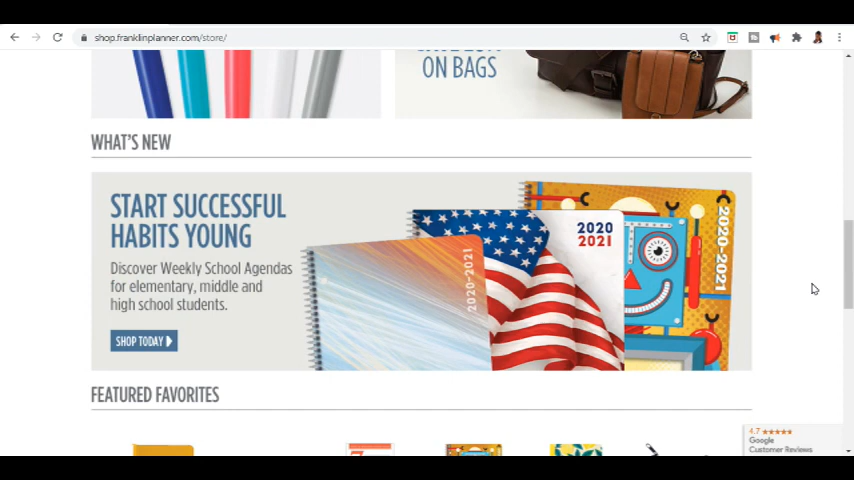 shop.franklinplanner.com/store/
ON BAGS
WHAT'S NEW
START SUCCESSFUL
HABITS YOUNG
Discover Weekly School Agendas
for elementary, middle and
high school students.
SHOP TODAY
2020-2021
2020
2021
2020-2021
FEATURED FAVORITES
4.7
Google
Customer Reviews